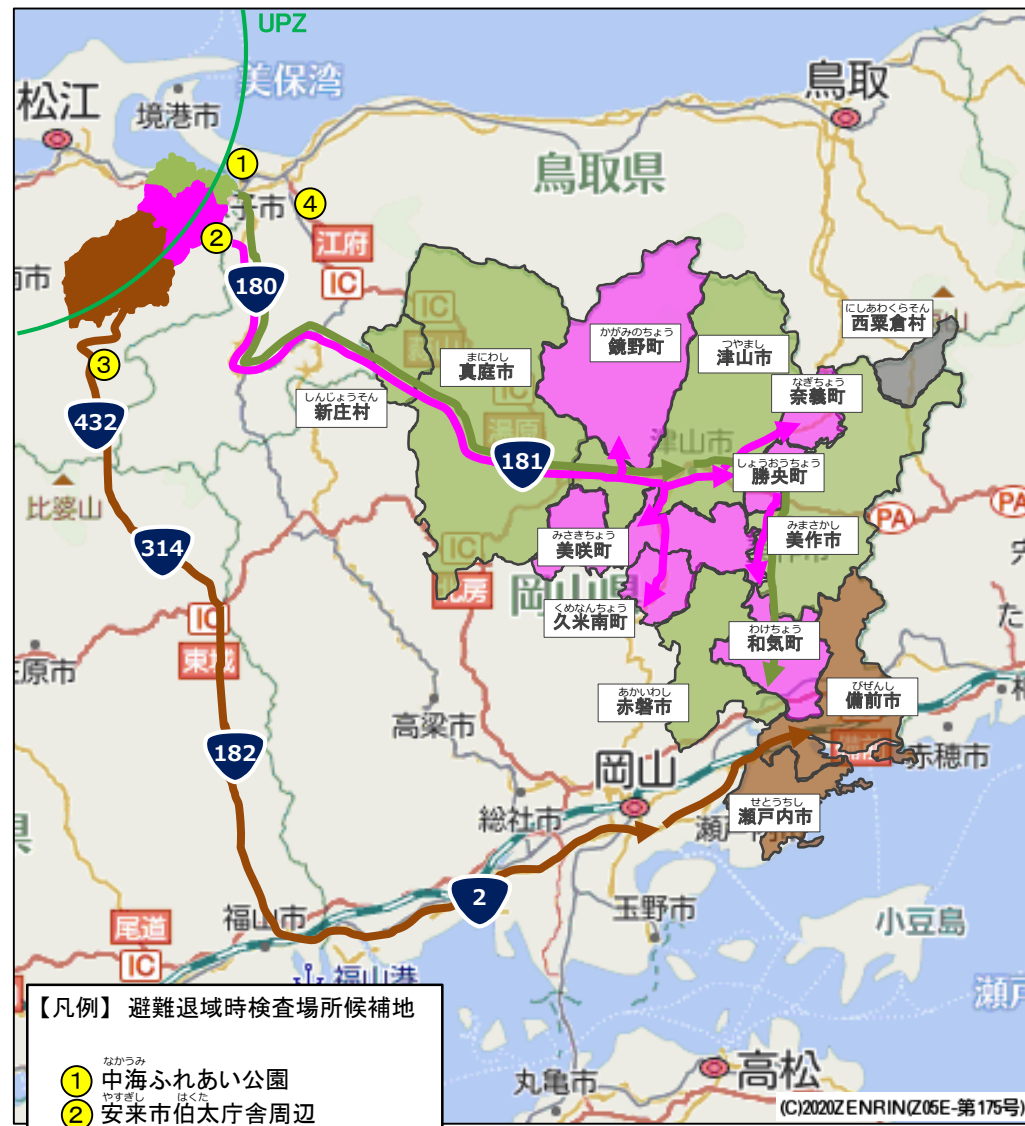 UPZ
美保湾
松江
境港市
鳥取
鳥取県
①
子市
④
②
江府
IC
南市
180
IC
にしあわくらそん
西粟倉村
かがみのちょう
鏡野町
つやまし
津山市
まにわし
真庭市
なぎちょう
奈義町
③
しんじょうそん
新庄村
湯原
津山市
432
181
しょうおうちょう
勝央町
比婆山
PA
PA
みさきちょう
美咲町
みまさかし
美作市
314
IC
北房
岡山県
くめなんちょう
久米南町
IC
東城
わけちょう
和気町
びぜんし
備前市
あかいわし
赤磐市
高梁市
182
赤穂市
岡山
総社市
せとうちし
瀬戸内市
2
玉野市
小豆島
尾道
IC
福山市
福山港
【凡例】 避難退域時検査場所候補地
なかうみ
① 中海ふれあい公園
やすぎし はくた
② 安来市伯太庁舎周辺
丸亀市
高松
(C)2020ZENRIN(Z05E-第175号)